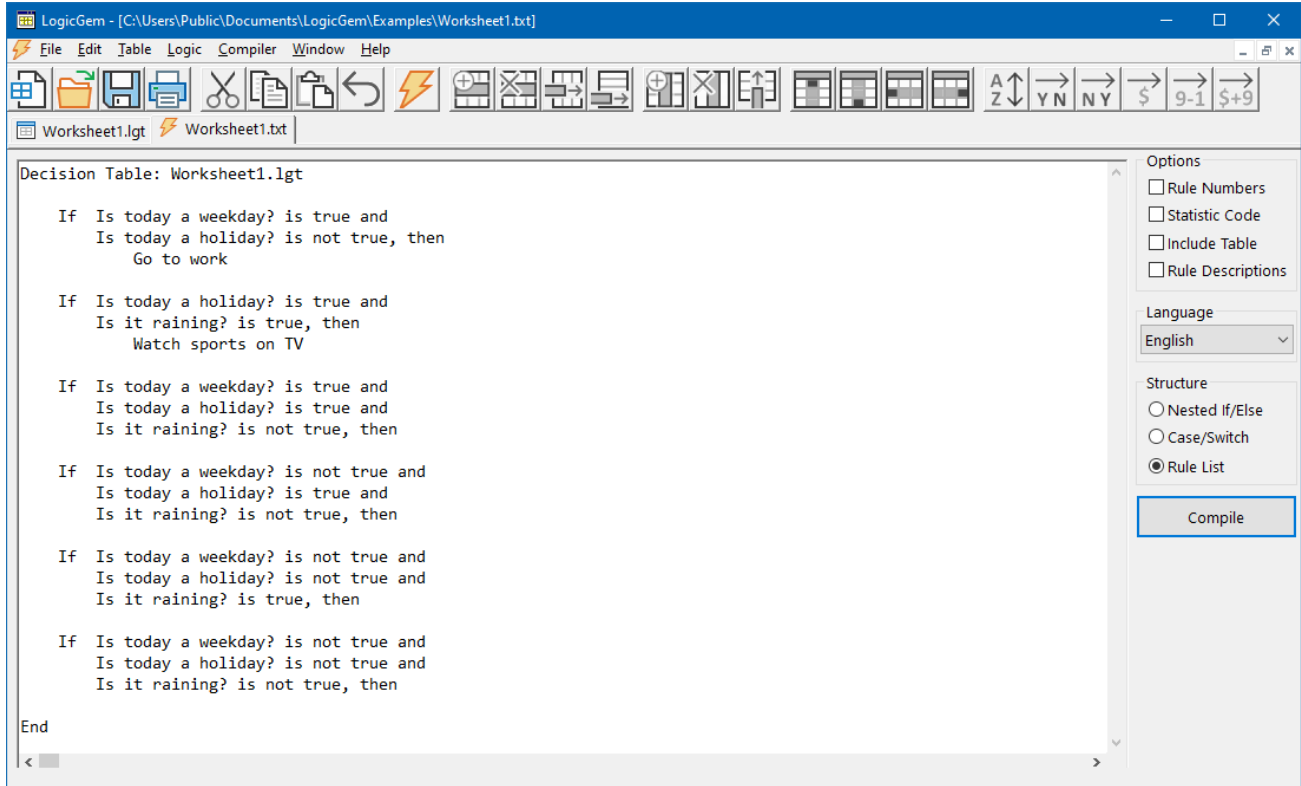 LogicGem - [C:\Users\Public\Documents\LogicGem\Examples\Worksheet1.txt]
File Edit Table Logic Compiler Window Help
A Z Y N N Y $ 9-1 $+9
Worksheet1.lgt Worksheet1.txt
Decision Table: Worksheet1.lgt
If Is today a weekday? is true and
Is today a holiday? is not true, then
Go to work
If Is today a holiday? is true and
Is it raining? is true, then
Watch sports on TV
If Is today a weekday? is true and
Is today a holiday? is true and
Is it raining? is not true, then
If Is today a weekday? is not true and
Is today a holiday? is true and
Is it raining? is not true, then
If Is today a weekday? is not true and
Is today a holiday? is not true and
Is it raining? is true, then
If Is today a weekday? is not true and
Is today a holiday? is not true and
Is it raining? is not true, then
End
Options
Rule Numbers
Statistic Code
Include Table
Rule Descriptions
Language
English
Structure
Nested If/Else
Case/Switch
Rule List
Compile